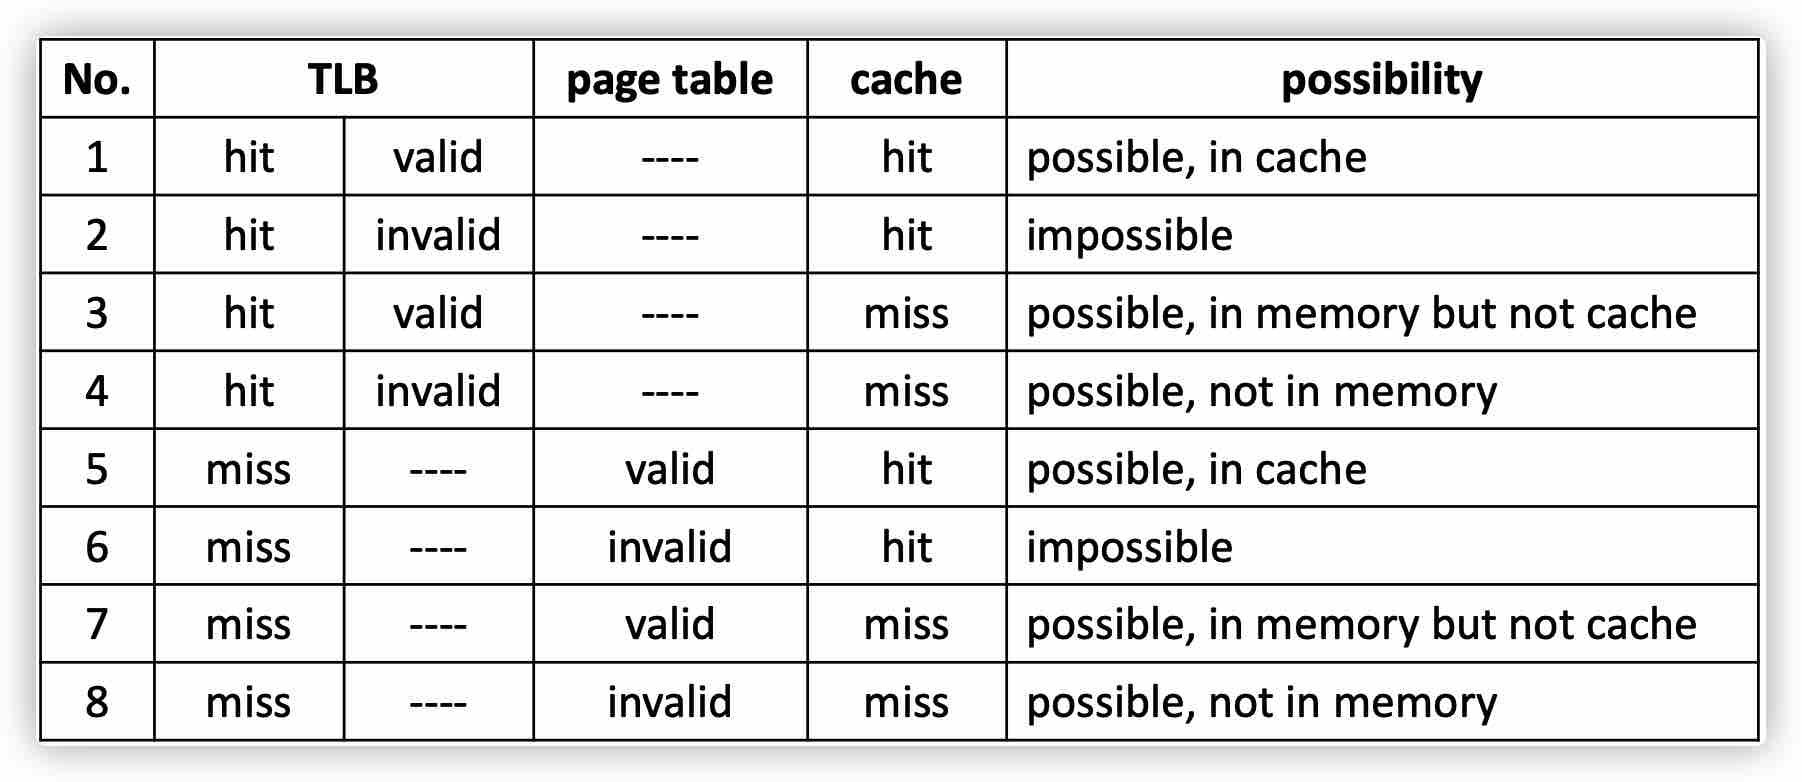 No. TLB page table cache possibility
1 hit valid ---- hit possible, in cache
2 hit invalid ---- hit impossible
3 hit valid ---- miss possible, in memory but not cache
4 hit invalid ---- miss possible, not in memory
5 miss ---- valid hit possible, in cache
6 miss ---- invalid hit impossible
7 miss ---- valid miss possible, in memory but not cache
8 miss ---- invalid miss possible, not in memory